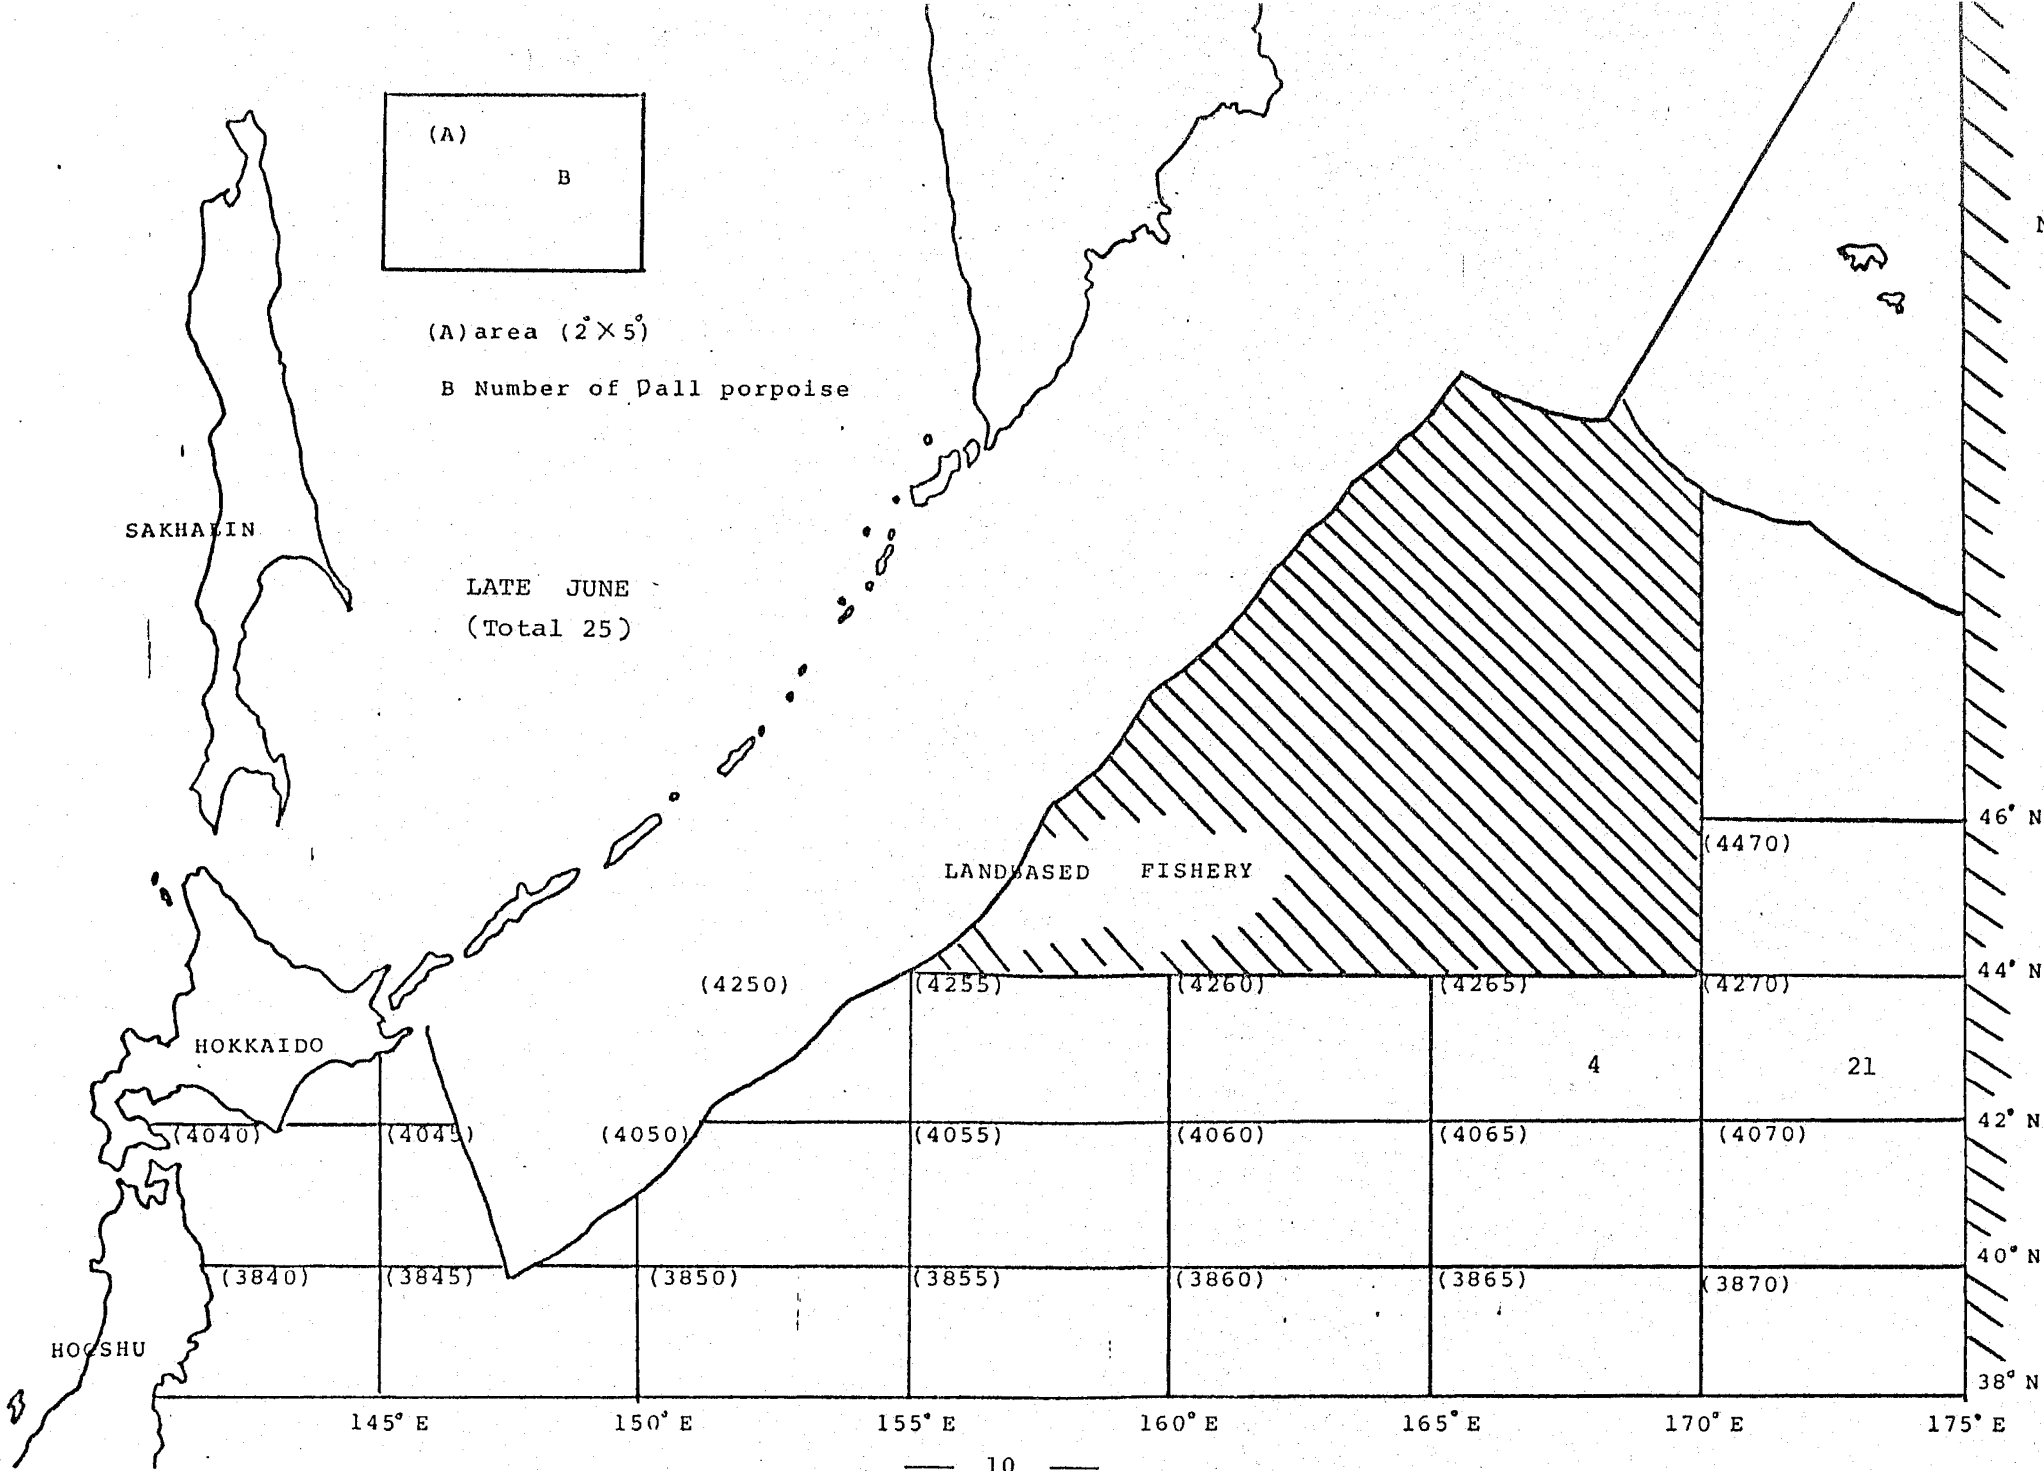 (A)
B
N
(A)area (2°×5°)
B Number of Dall porpoise
SAKHALIN
LATE JUNE
(Total 25)
46° N
(4470)
LANDBASED FISHERY
44° N
(4250) (4255) (4260) (4265) (4270)
HOKKAIDO
4 21
42° N
(4040) (4045) (4050) (4055) (4060) (4065) (4070)
40° N
(3840) (3845) (3850) (3855) (3860) (3865) (3870)
HOSHU
38° N
145° E 150° E 155° E 160° E 165° E 170° E 175° E
— 10 —